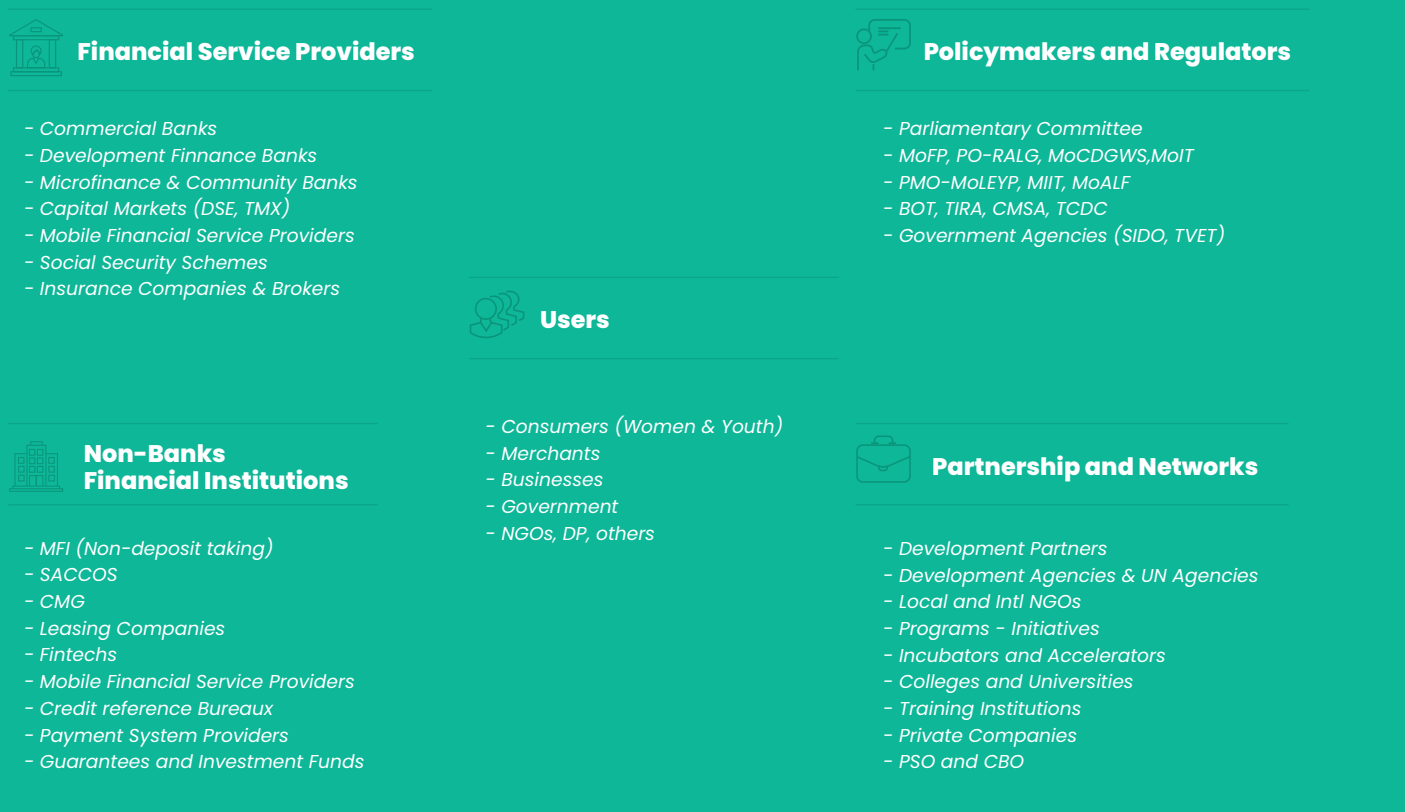 Financial Service Providers
- Commercial Banks
- Development Finnance Banks
- Microfinance & Community Banks
- Capital Markets (DSE, TMX)
- Mobile Financial Service Providers
- Social Security Schemes
- Insurance Companies & Brokers
Non-Banks
Financial Institutions
- MFI (Non-deposit taking)
- SACCOS
- CMG
- Leasing Companies
- Fintechs
- Mobile Financial Service Providers
- Credit reference Bureaux
- Payment System Providers
- Guarantees and Investment Funds
Users
- Consumers (Women & Youth)
- Merchants
- Businesses
- Government
- NGOs, DP, others
Policymakers and Regulators
- Parliamentary Committee
- MoFP, PO-RALG, MoCDGWS,MoIT
- PMO-MoLEYP, MIIT, MoALF
- BOT, TIRA, CMSA, TCDC
- Government Agencies (SIDO, TVET)
Partnership and Networks
- Development Partners
- Development Agencies & UN Agencies
- Local and Intl NGOs
- Programs - Initiatives
- Incubators and Accelerators
- Colleges and Universities
- Training Institutions
- Private Companies
- PSO and CBO